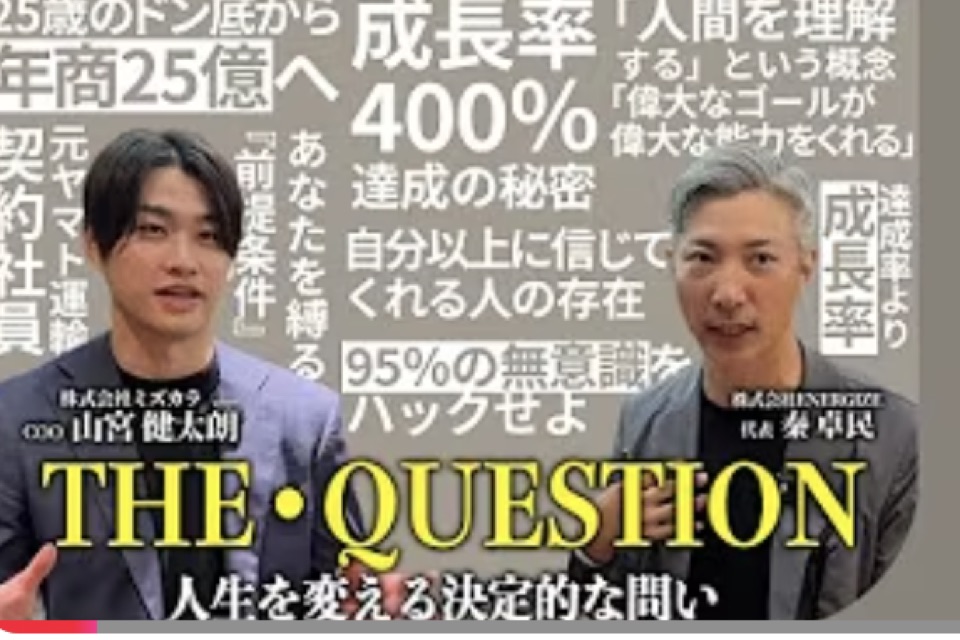 25歳のドン底から
年商25億へ
元ヤマト運輸
契約社員
あなたを縛る
『前提条件』
成長率
400%
達成の秘密
自分以上に信じて
くれる人の存在
95%の無意識を
ハックせよ
「人間を理解
する」という概念
「偉大なゴールが
偉大な能力をくれる」
達成率より
成長率
株式会社ミズカラ
COO 山宮 健太朗
株式会社ENERGIZE
代表 秦 卓民
THE・QUESTION
人生を変える決定的な問い